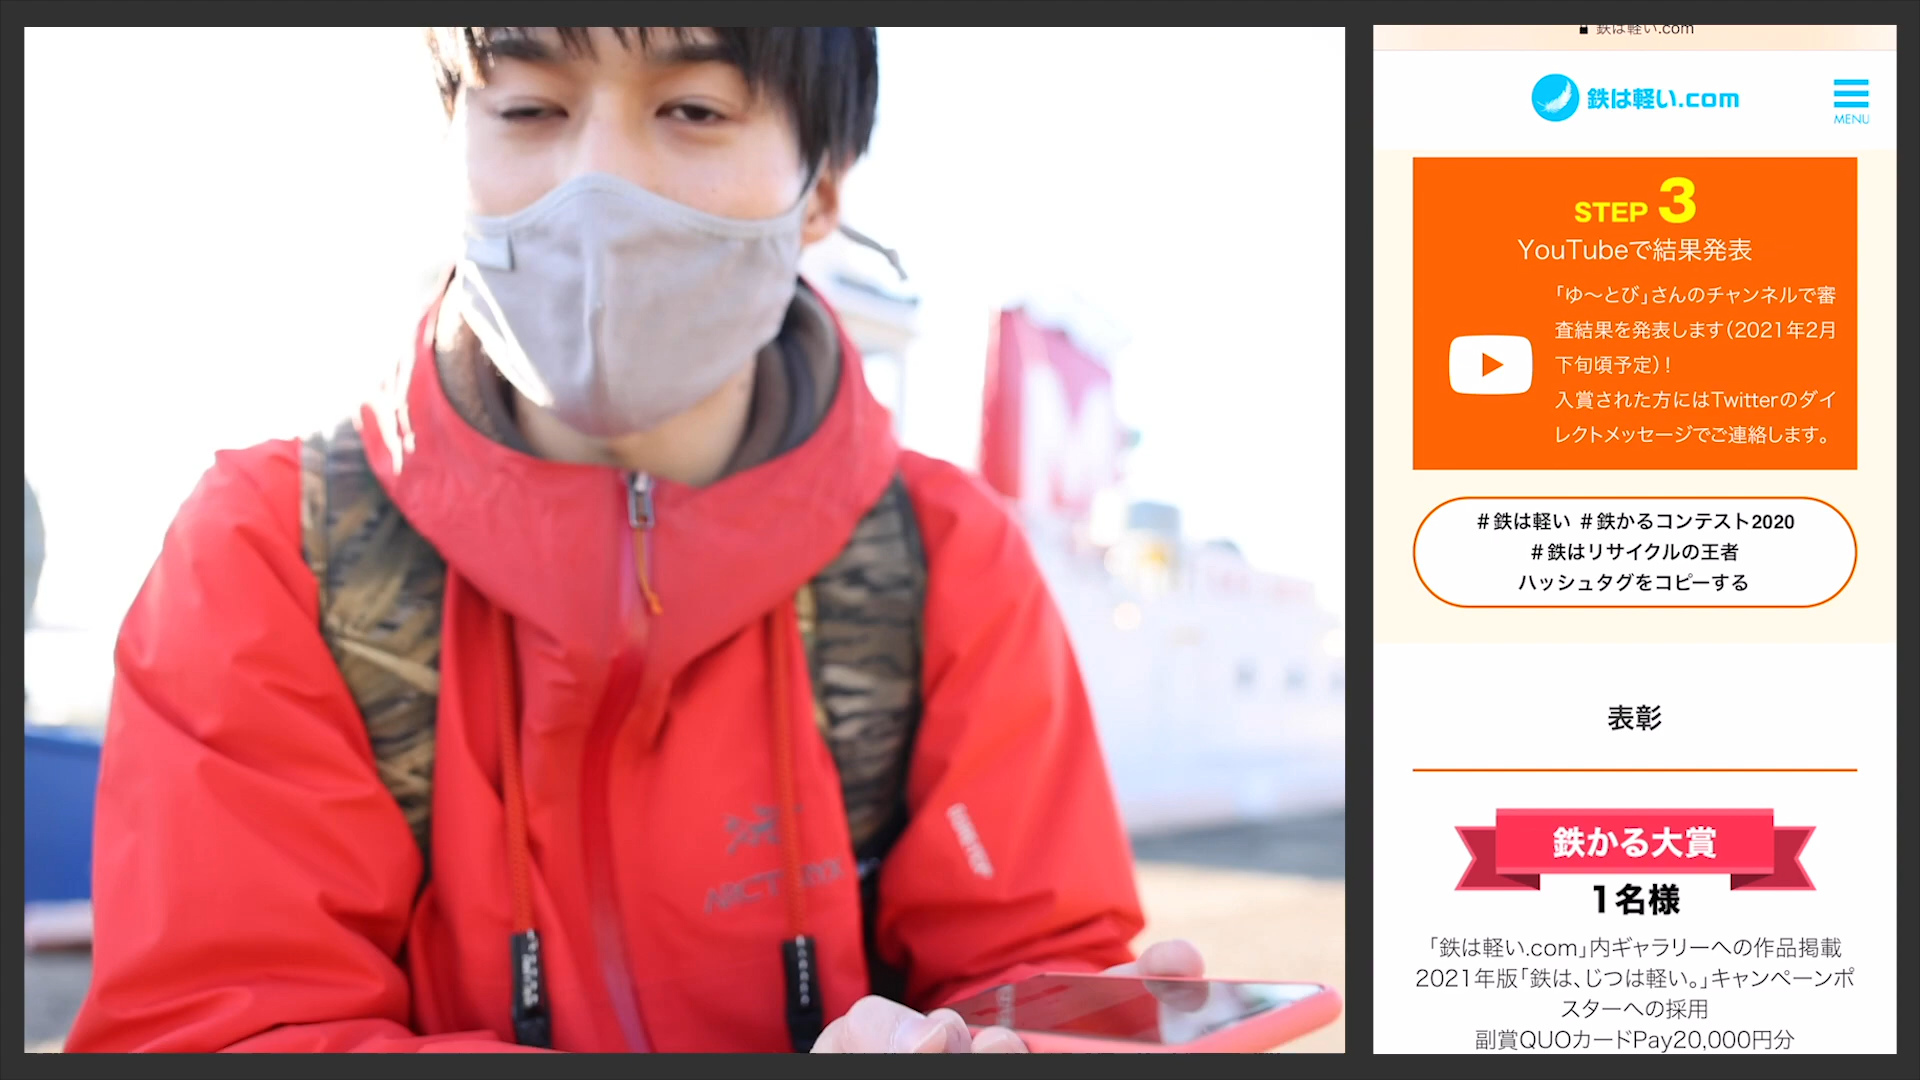 鉄は軽い.com
鉄は軽い.com
MENU
STEP 3
YouTubeで結果発表
「ゆ〜とぴ」さんのチャンネルで審
査結果を発表します（2021年2月
下旬頃予定）！
入賞された方にはTwitterのダイ
レクトメッセージでご連絡します。
#鉄は軽い #鉄かるコンテスト2020
#鉄はリサイクルの王者
ハッシュタグをコピーする
表彰
鉄かる大賞
1名様
「鉄は軽い.com」内ギャラリーへの作品掲載
2021年版「鉄は、じつは軽い。」キャンペーンポ
スターへの採用
副賞QUOカードPay20,000円分